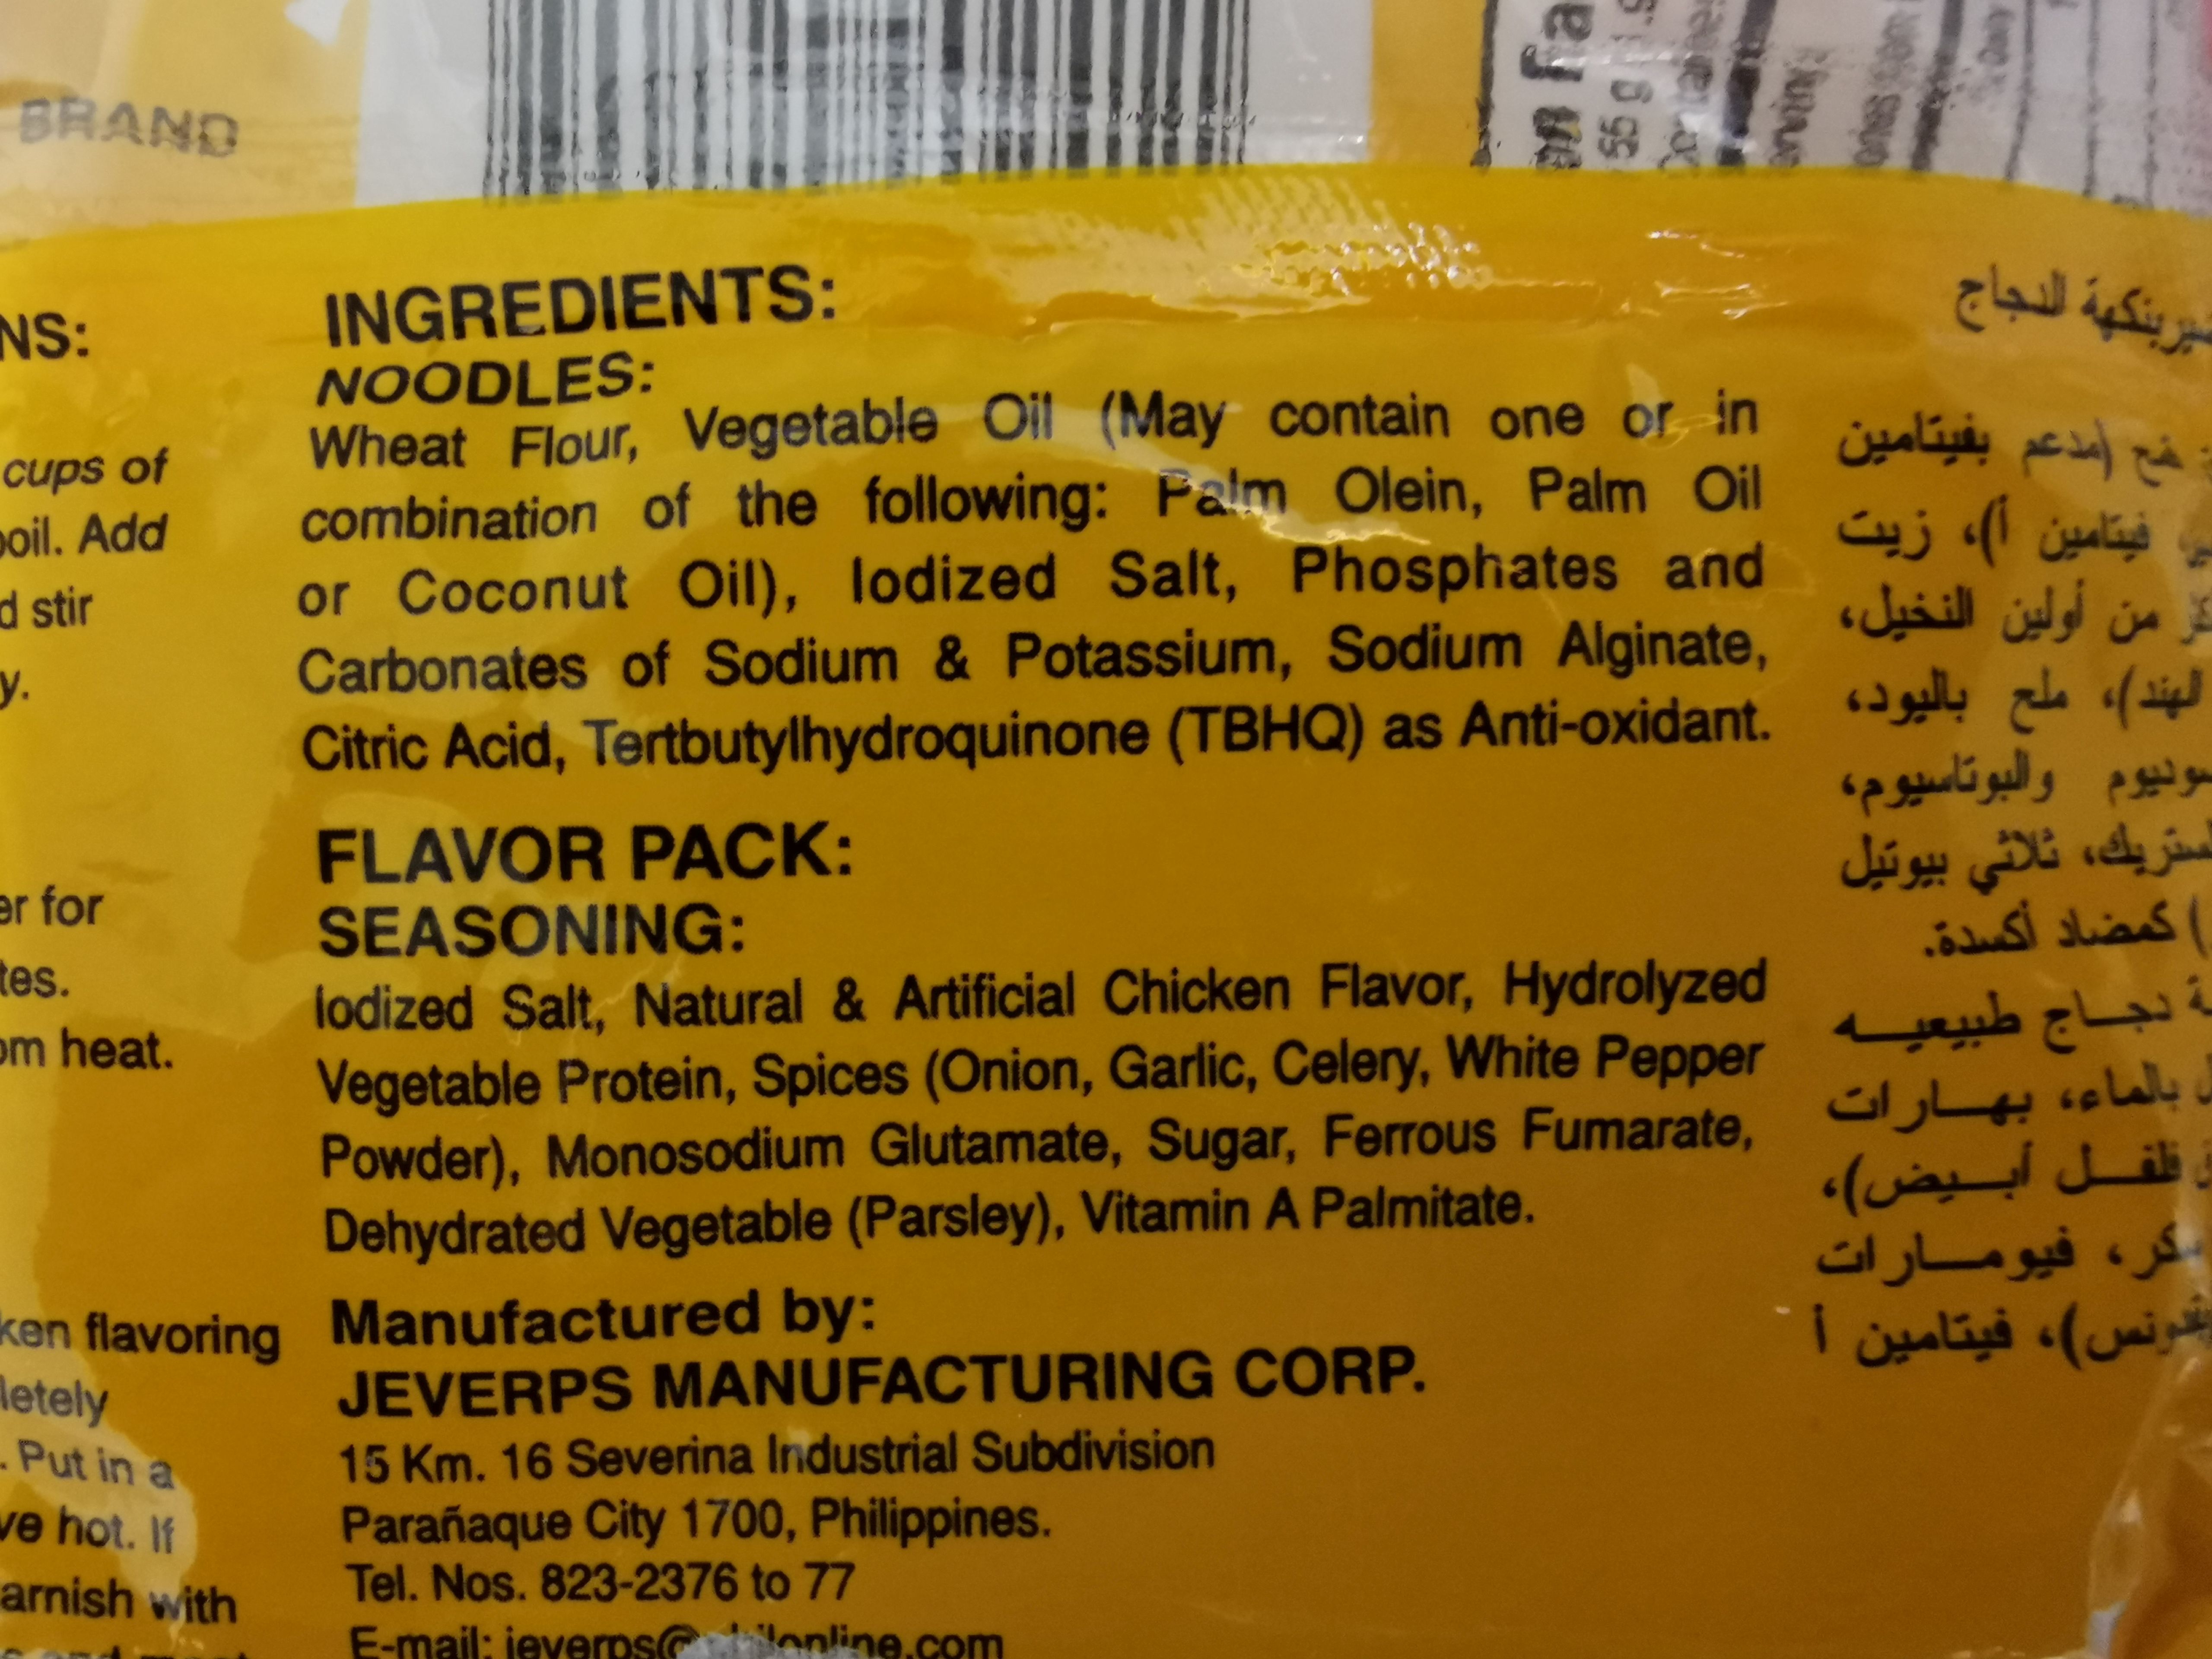 BRAND
55 g
NS:
cups of
oil. Add
d stir
y.
er for
tes.
om heat.
ken flavoring
letely
. Put in a
ve hot. If
arnish with
INGREDIENTS:
NOODLES:
Wheat Flour, Vegetable Oil (May contain one or in
combination of the following: Palm Olein, Palm Oil
or Coconut Oil), Iodized Salt, Phosphates and
Carbonates of Sodium & Potassium, Sodium Alginate,
Citric Acid, Tertbutylhydroquinone (TBHQ) as Anti-oxidant.
FLAVOR PACK:
SEASONING:
Iodized Salt, Natural & Artificial Chicken Flavor, Hydrolyzed
Vegetable Protein, Spices (Onion, Garlic, Celery, White Pepper
Powder), Monosodium Glutamate, Sugar, Ferrous Fumarate,
Dehydrated Vegetable (Parsley), Vitamin A Palmitate.
Manufactured by:
JEVERPS MANUFACTURING CORP.
15 Km. 16 Severina Industrial Subdivision
Parañaque City 1700, Philippines.
Tel. Nos. 823-2376 to 77
E-mail:
الدجاج
(مدعم بفيتامين
فيتامين أ)، زيت
من أولين النخيل،
الهند)، ملح باليود،
والبوتاسيوم،
ثلاثي بيوتيل
) كمضاد أكسدة.
دجاج طبيعيه
بالماء، بهارات
فلفل أبيض)،
فيومارات
فيتامين أ